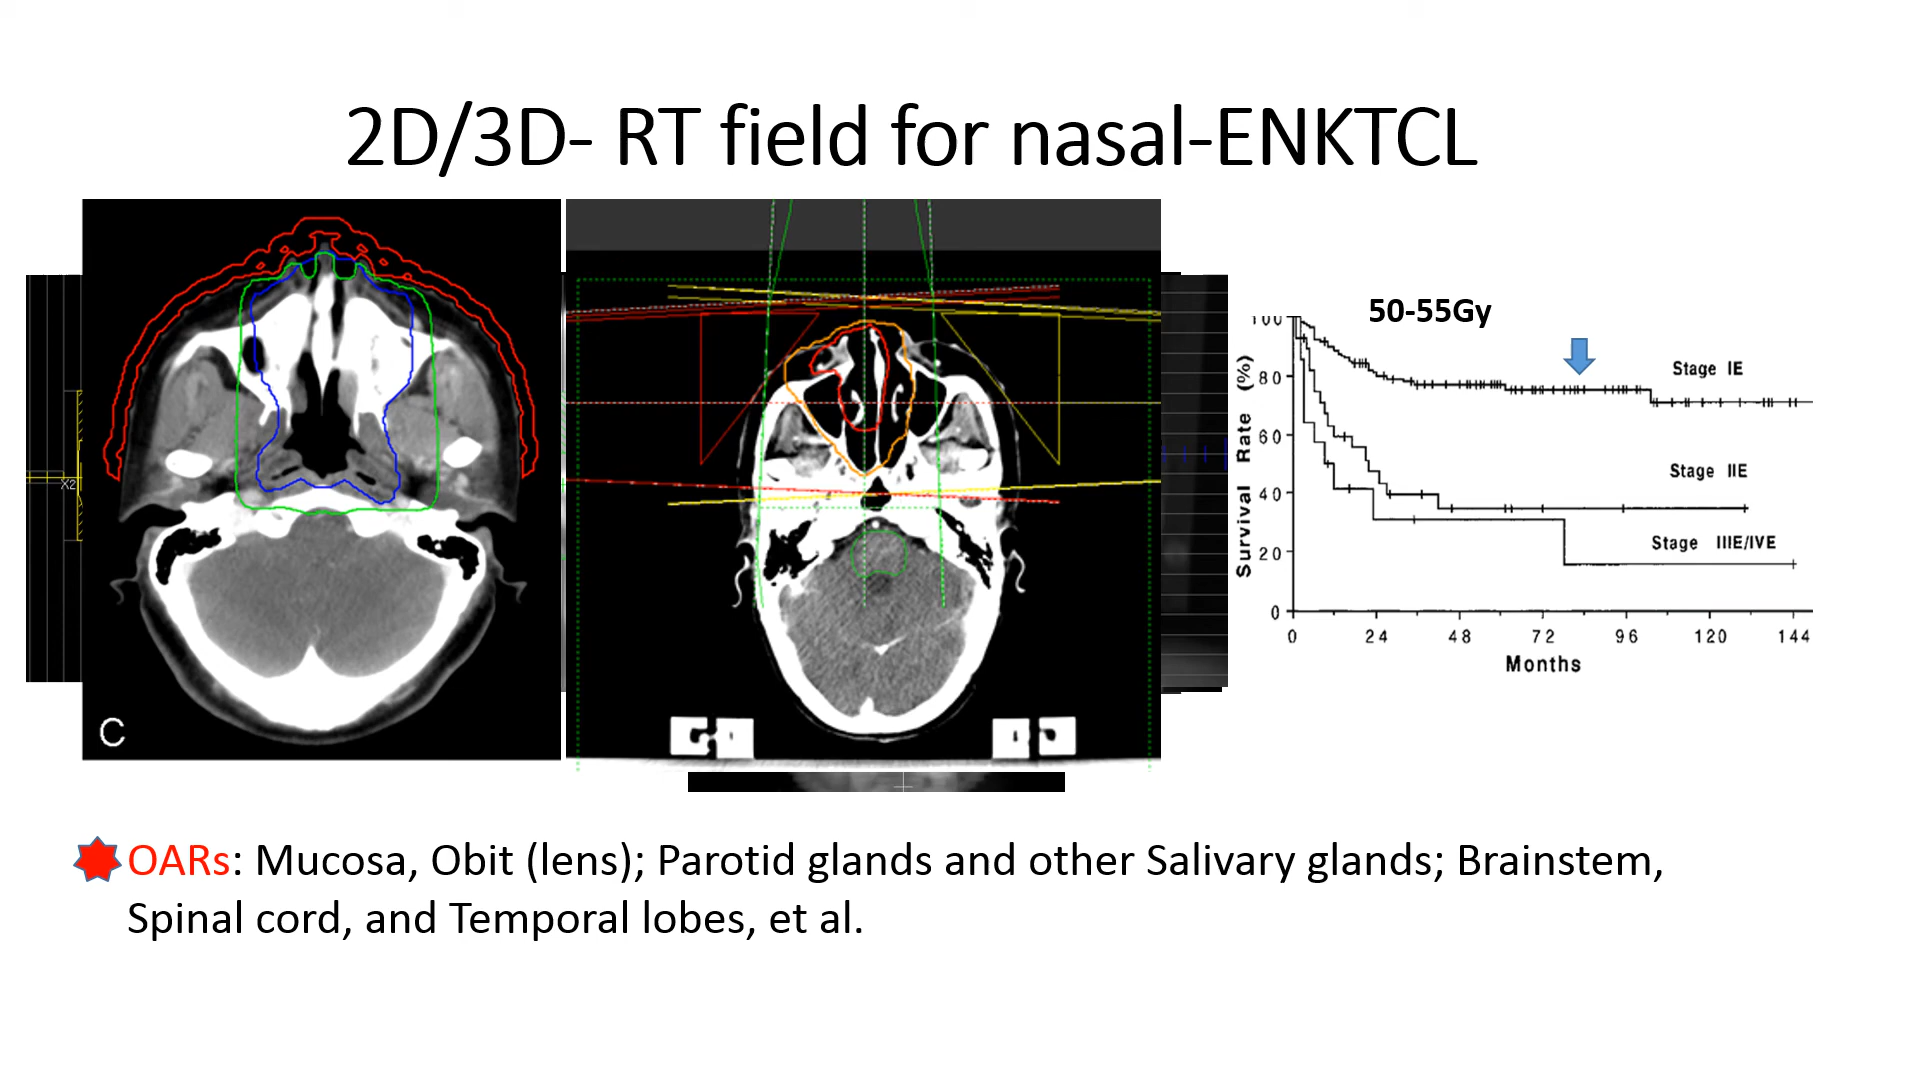 2D/3D- RT field for nasal-ENKTCL
X2
C
50-55Gy
Survival Rate (%)
100
80
60
40
20
0
Stage IE
Stage IIE
Stage IIIE/IVE
0 24 48 72 96 120 144
Months
OARs: Mucosa, Obit (lens); Parotid glands and other Salivary glands; Brainstem,
Spinal cord, and Temporal lobes, et al.